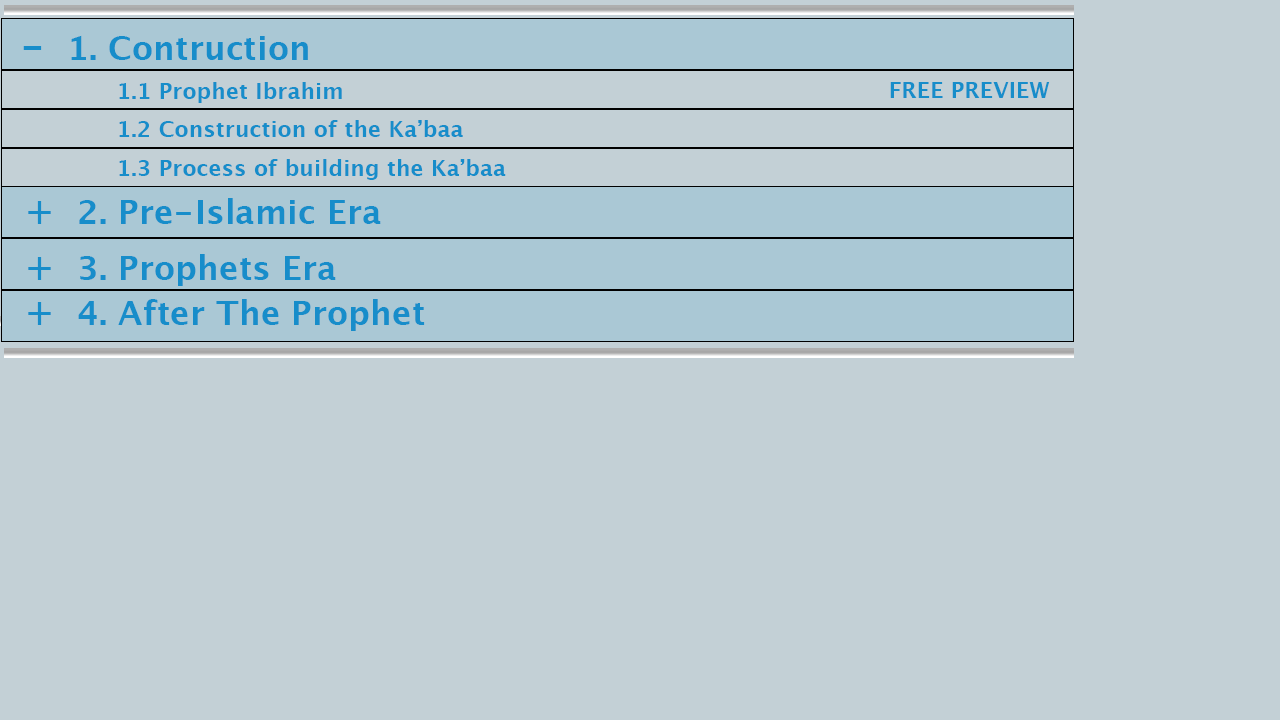 - 1. Contruction
1.1 Prophet Ibrahim FREE PREVIEW
1.2 Construction of the Ka’baa
1.3 Process of building the Ka’baa
+ 2. Pre-Islamic Era
+ 3. Prophets Era
+ 4. After The Prophet